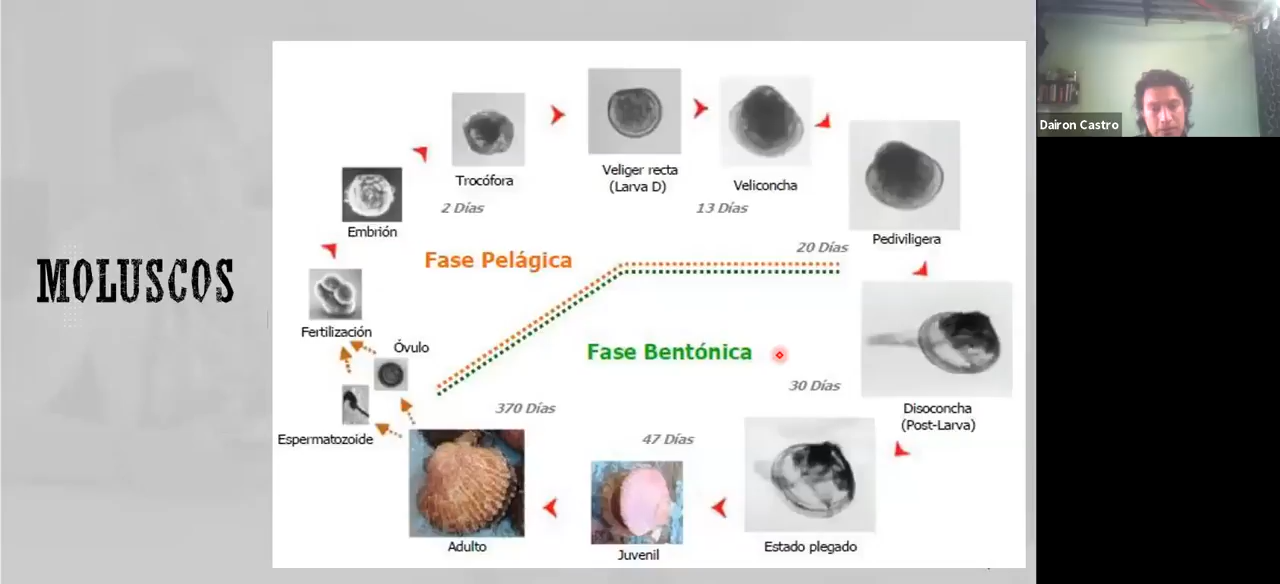 MOLUSCOS
Trocófora
Veliger recta
(Larva D)
Veliconcha
Pediviligera
Embrión
2 Días
13 Días
20 Días
Fase Pelágica
Fertilización
Óvulo
Espermatozoide
Fase Bentónica
30 Días
Disoconcha
(Post-Larva)
370 Días
47 Días
Adulto
Juvenil
Estado plegado
Dairon Castro